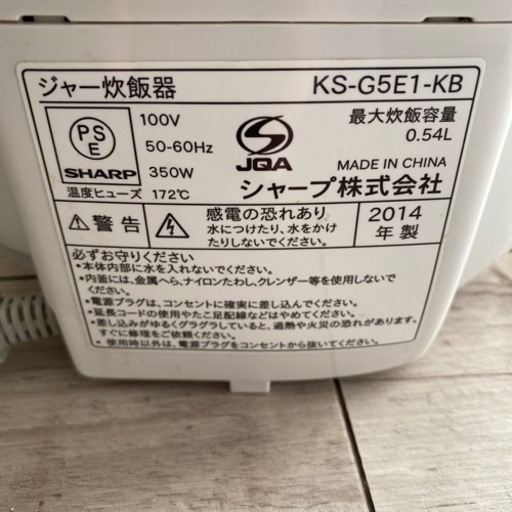 ジャー炊飯器 KS-G5E1-KB
PS
E
SHARP
100V
50-60Hz
350W
温度ヒューズ 172℃
JQA
最大炊飯容量
0.54L
MADE IN CHINA
シャープ株式会社
警告
感電の恐れあり
水につけたり、水をかけ
たりしないでください。
2014
年製
必ずお守りください
•本体内部に水を入れないでください。
•内釜には、金属へら、ナイロンたわし、クレンザー等を使用しないで
ください。
•電源プラグは、コンセントに確実に差し込んでください。
•延長コードの使用やたこ足配線などはやめてください。
•差し込みがゆるくグラグラしていると、過熱や火災の恐れがあります。
すぐに修理をご依頼ください。
•使用時以外は、電源プラグをコンセントから抜いてください。